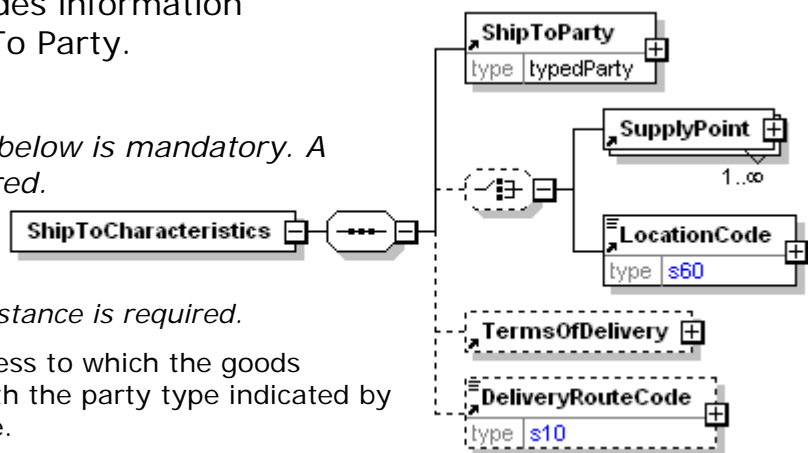 des information
To Party.
below is mandatory. A
red.
stance is required.
ess to which the goods
th the party type indicated by
e.
ShipToCharacteristics
ShipToParty
type typedParty
SupplyPoint
1..∞
LocationCode
type s60
TermsOfDelivery
DeliveryRouteCode
type s10